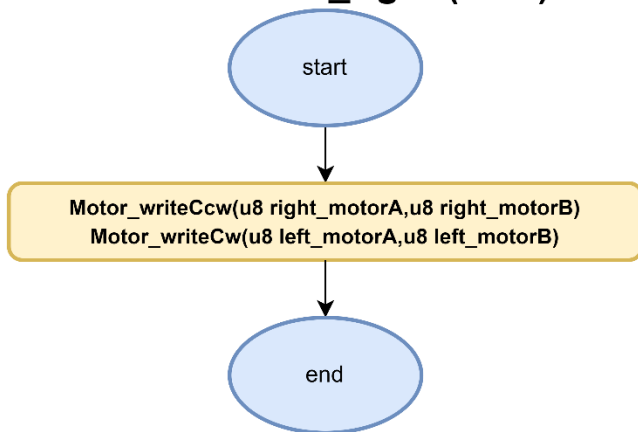 start
Motor_writeCcw(u8 right_motorA,u8 right_motorB)
Motor_writeCw(u8 left_motorA,u8 left_motorB)
end